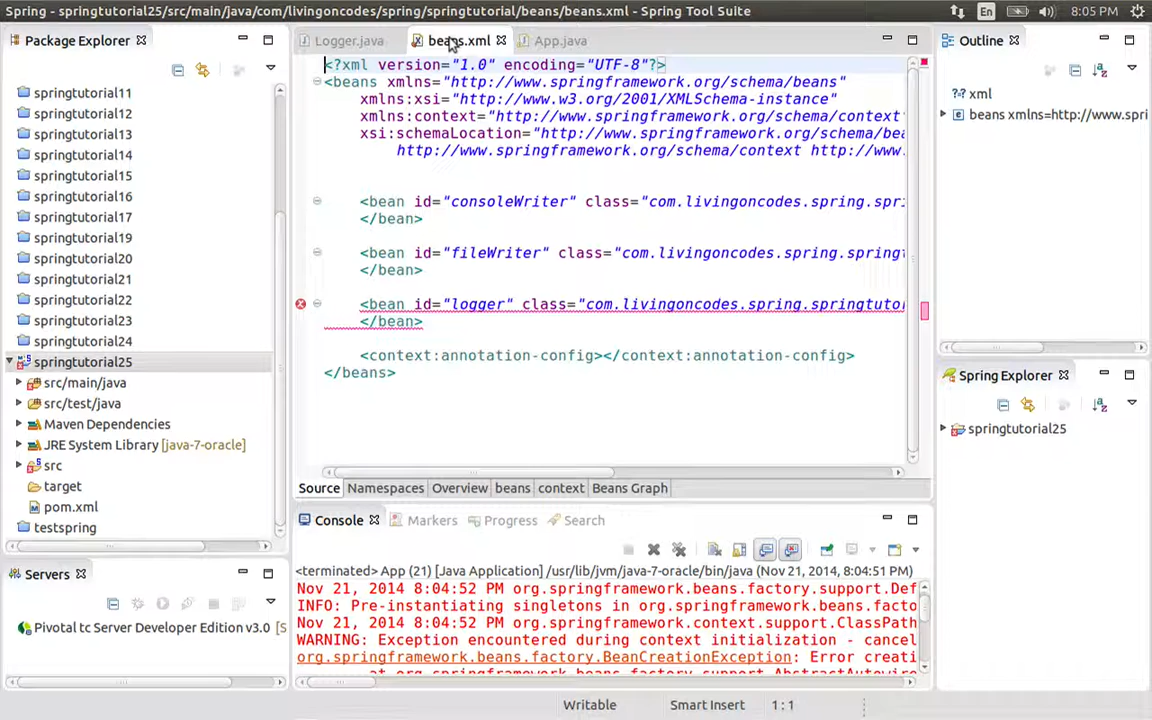 Spring - springtutorial25/src/main/java/com/livingoncodes/spring/springtutorial/beans/beans.xml - Spring Tool Suite
En
8:05 PM
Package Explorer
springtutorial11
springtutorial12
springtutorial13
springtutorial14
springtutorial15
springtutorial16
springtutorial17
springtutorial19
springtutorial20
springtutorial21
springtutorial22
springtutorial23
springtutorial24
springtutorial25
src/main/java
src/test/java
Maven Dependencies
JRE System Library [java-7-oracle]
src
target
pom.xml
testspring
Servers
Pivotal tc Server Developer Edition v3.0 [S
Logger.java
beans.xml
App.java
<?xml version="1.0" encoding="UTF-8"?>
<beans xmlns="http://www.springframework.org/schema/beans"
xmlns:xsi="http://www.w3.org/2001/XMLSchema-instance"
xmlns:context="http://www.springframework.org/schema/context"
xsi:schemaLocation="http://www.springframework.org/schema/bea
http://www.springframework.org/schema/context http://www.
<bean id="consoleWriter" class="com.livingoncodes.spring.spri
</bean>
<bean id="fileWriter" class="com.livingoncodes.spring.springt
</bean>
<bean id="logger" class="com.livingoncodes.spring.springtutor
</bean>
<context:annotation-config></context:annotation-config>
</beans>
Source Namespaces Overview beans context Beans Graph
Console Markers Progress Search
<terminated> App (21) [Java Application] /usr/lib/jvm/java-7-oracle/bin/java (Nov 21, 2014, 8:04:51 PM)
Nov 21, 2014 8:04:52 PM org.springframework.beans.factory.support.Def
INFO: Pre-instantiating singletons in org.springframework.beans.facto
Nov 21, 2014 8:04:52 PM org.springframework.context.support.ClassPath
WARNING: Exception encountered during context initialization - cancel
org.springframework.beans.factory.BeanCreationException: Error creati
at org.springframework.beans.factory.support.AbstractAutowire
Outline
xml
beans xmlns=http://www.spri
Spring Explorer
springtutorial25
Writable
Smart Insert
1 : 1